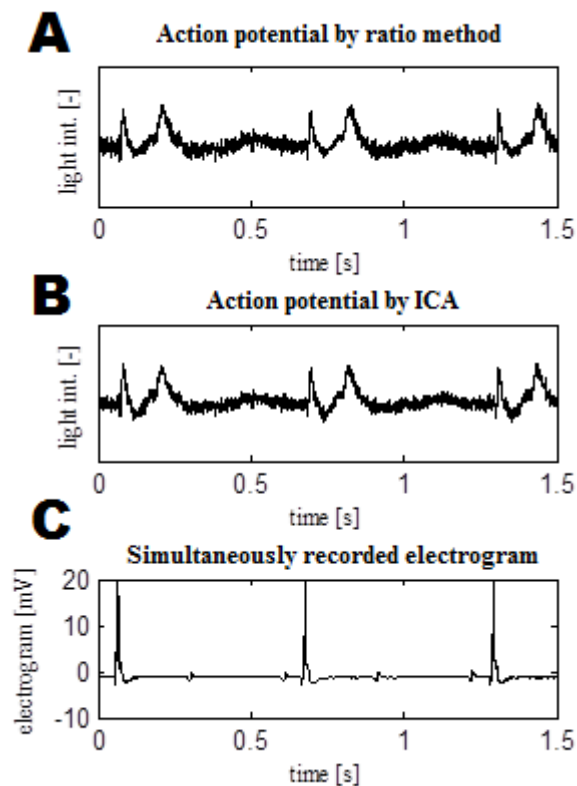 A
Action potential by ratio method
light int. [-]
0 0.5 1 1.5
time [s]
B
Action potential by ICA
light int. [-]
0 0.5 1 1.5
time [s]
C
Simultaneously recorded electrogram
electrogram [mV]
20
10
0
-10
0 0.5 1 1.5
time [s]